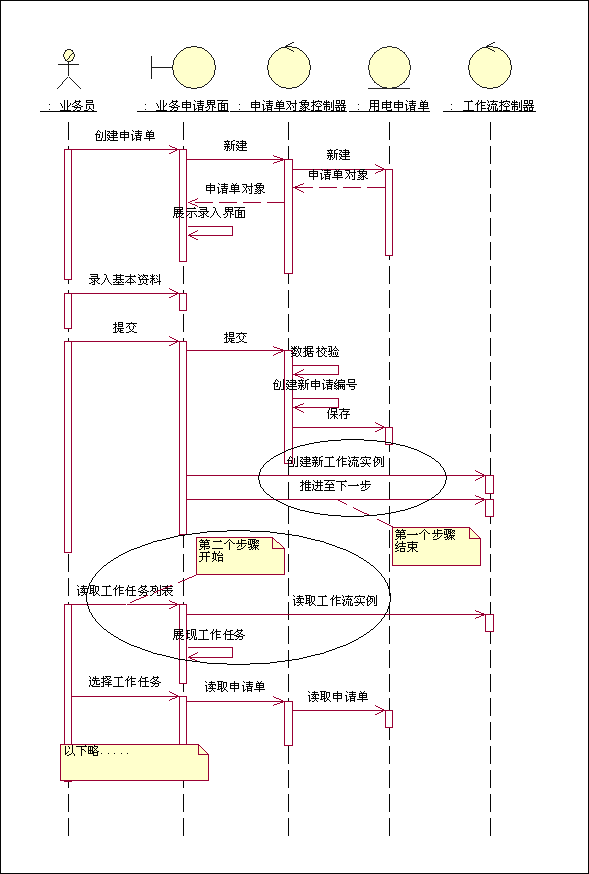 : 业务员
: 业务申请界面
: 申请单对象控制器
: 用电申请单
: 工作流控制器
创建申请单
新建
新建
申请单对象
申请单对象
展示录入界面
录入基本资料
提交
提交
数据校验
创建新申请编号
保存
创建新工作流实例
推进至下一步
第一个步骤
结束
第二个步骤
开始
读取工作任务列表
读取工作流实例
展现工作任务
选择工作任务
读取申请单
读取申请单
以下略.....